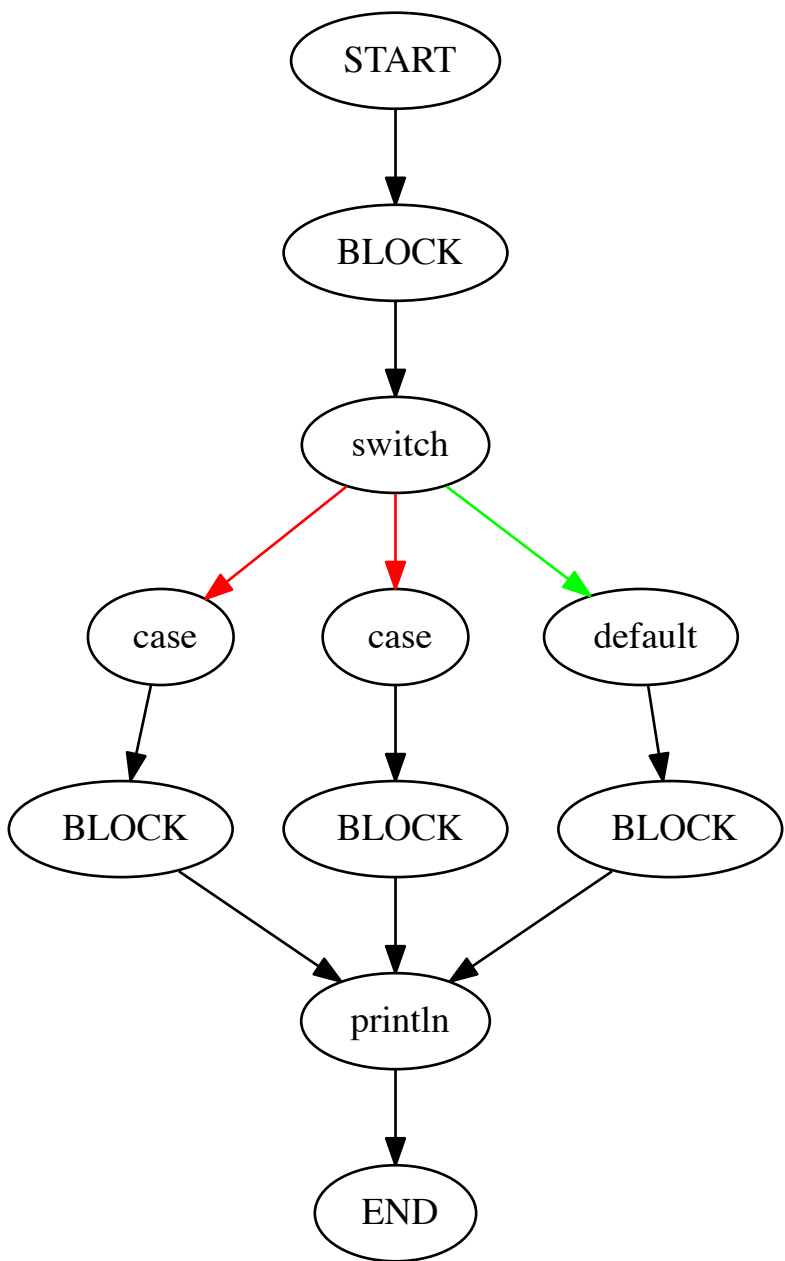 START
BLOCK
switch
case
case
default
BLOCK
BLOCK
BLOCK
println
END